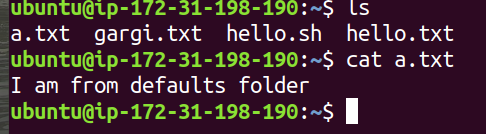 ubuntu@ip-172-31-198-190:~$ ls
a.txt  gargi.txt  hello.sh  hello.txt
ubuntu@ip-172-31-198-190:~$ cat a.txt
I am from defaults folder
ubuntu@ip-172-31-198-190:~$